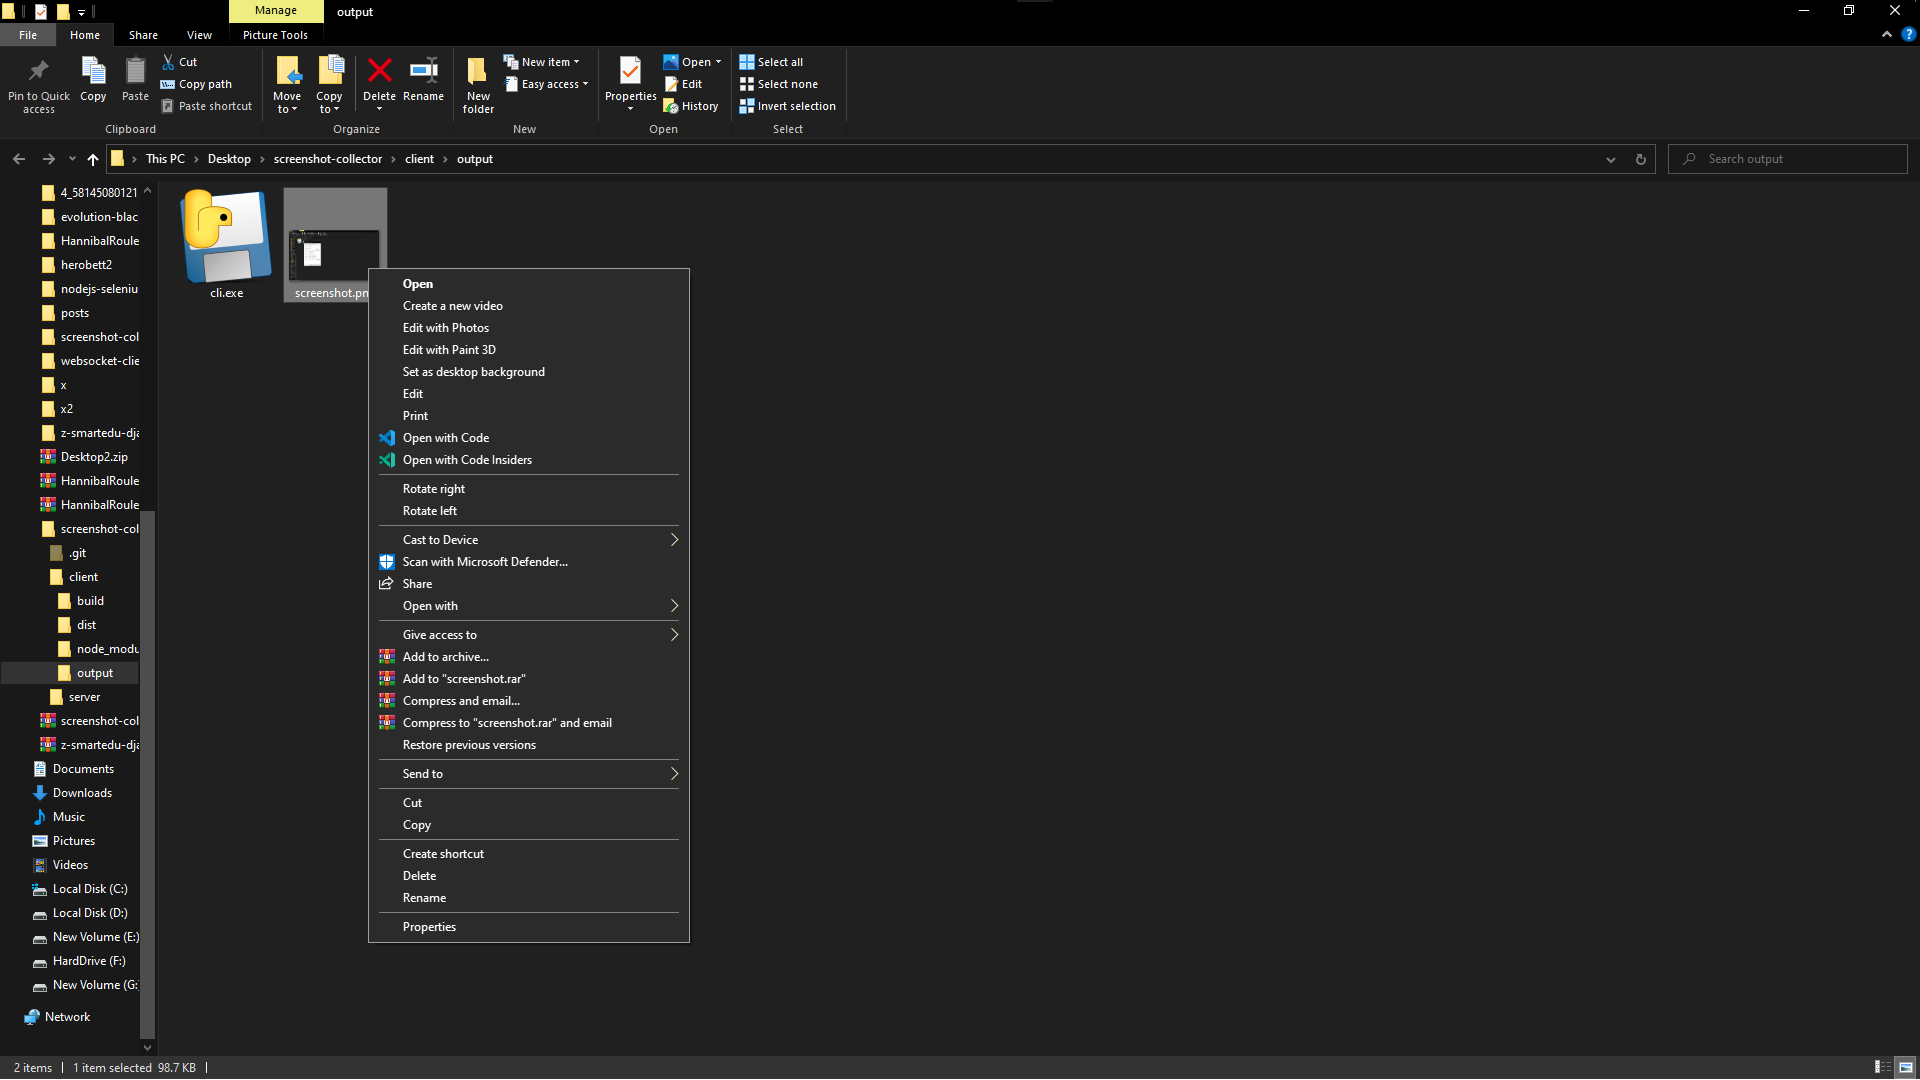 Manage
output
File
Home
Share
View
Picture Tools
Pin to Quick
access
Copy
Paste
Cut
Copy path
Paste shortcut
Clipboard
Move
to
Copy
to
Delete
Rename
Organize
New
folder
New item
Easy access
New
Properties
Open
Edit
History
Open
Select all
Select none
Invert selection
Select
This PC
Desktop
screenshot-collector
client
output
Search output
4_58145080121
evolution-blac
HannibalRoule
herobett2
nodejs-seleniu
posts
screenshot-col
websocket-clie
x
x2
z-smartedu-dja
Desktop2.zip
HannibalRoule
HannibalRoule
screenshot-col
.git
client
build
dist
node_modu
output
server
screenshot-col
z-smartedu-dja
Documents
Downloads
Music
Pictures
Videos
Local Disk (C:)
Local Disk (D:)
New Volume (E:)
HardDrive (F:)
New Volume (G:
Network
cli.exe
screenshot.pn
Open
Create a new video
Edit with Photos
Edit with Paint 3D
Set as desktop background
Edit
Print
Open with Code
Open with Code Insiders
Rotate right
Rotate left
Cast to Device
Scan with Microsoft Defender...
Share
Open with
Give access to
Add to archive...
Add to "screenshot.rar"
Compress and email...
Compress to "screenshot.rar" and email
Restore previous versions
Send to
Cut
Copy
Create shortcut
Delete
Rename
Properties
2 items
1 item selected 98.7 KB